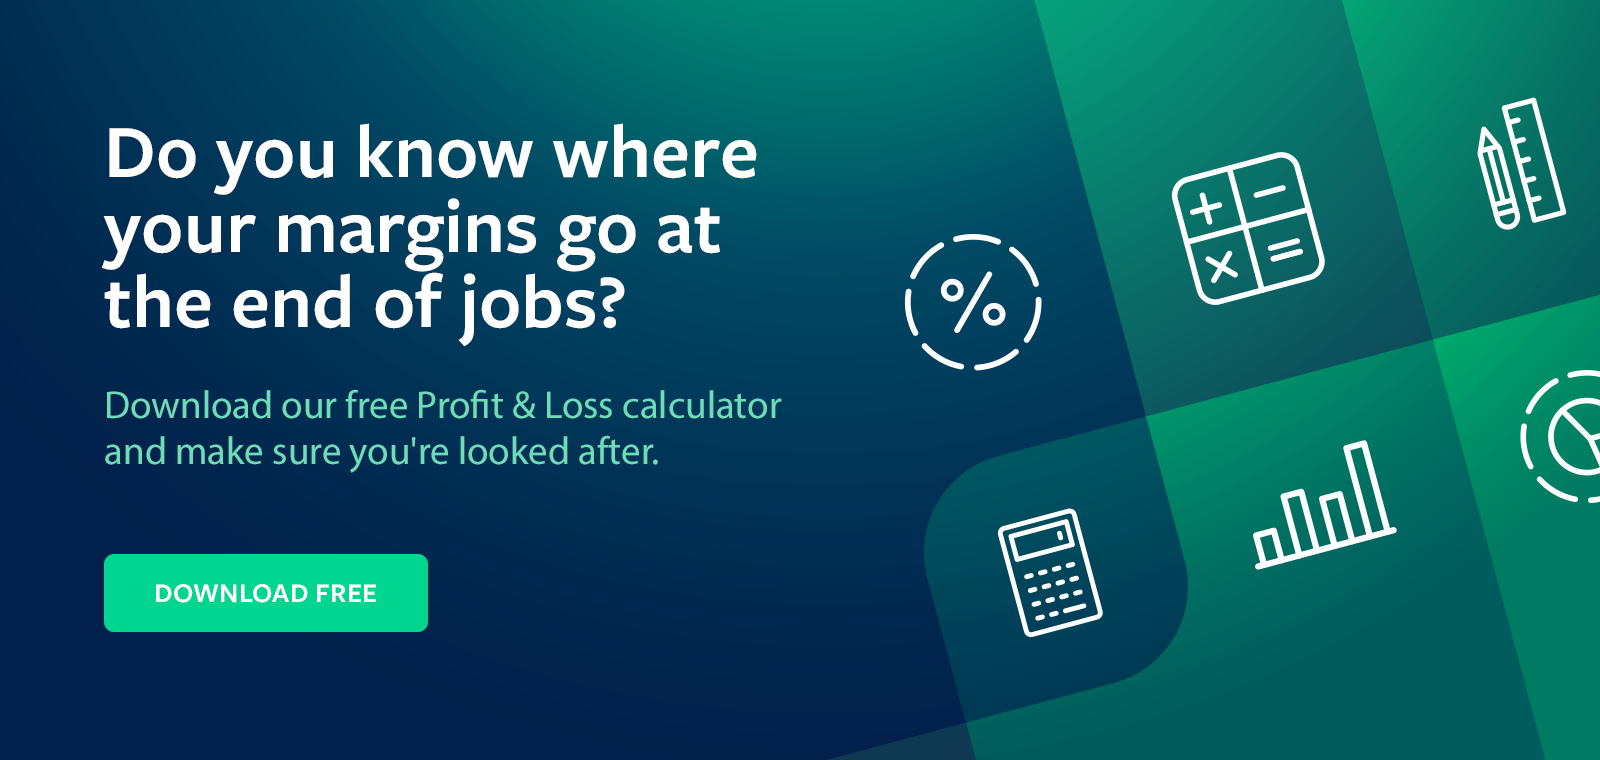 Do you know where
your margins go at
the end of jobs?
Download our free Profit & Loss calculator
and make sure you're looked after.
DOWNLOAD FREE